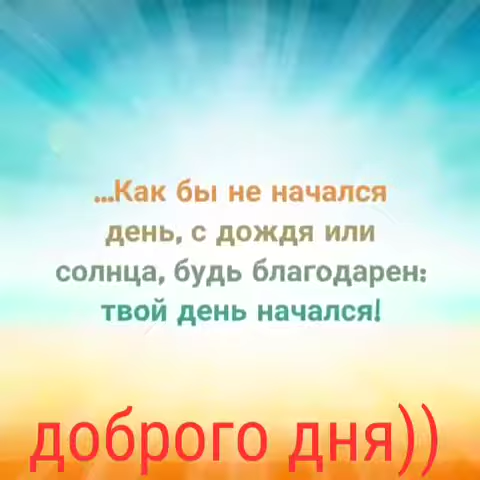 ...Как бы не начался
день, с дождя или
солнца, будь благодарен:
твой день начался!
доброго дня))